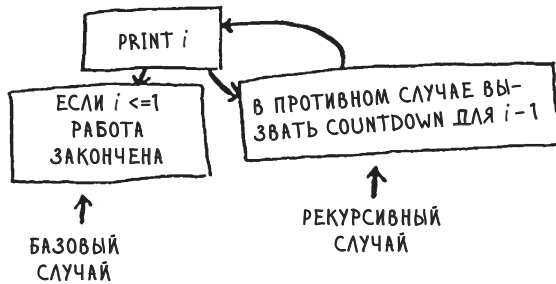 PRINT i
ЕСЛИ i <=1
РАБОТА
ЗАКОНЧЕНА
В ПРОТИВНОМ СЛУЧАЕ ВЫ-
ЗВАТЬ COUNTDOWN ДЛЯ i-1
БАЗОВЫЙ
СЛУЧАЙ
РЕКУРСИВНЫЙ
СЛУЧАЙ